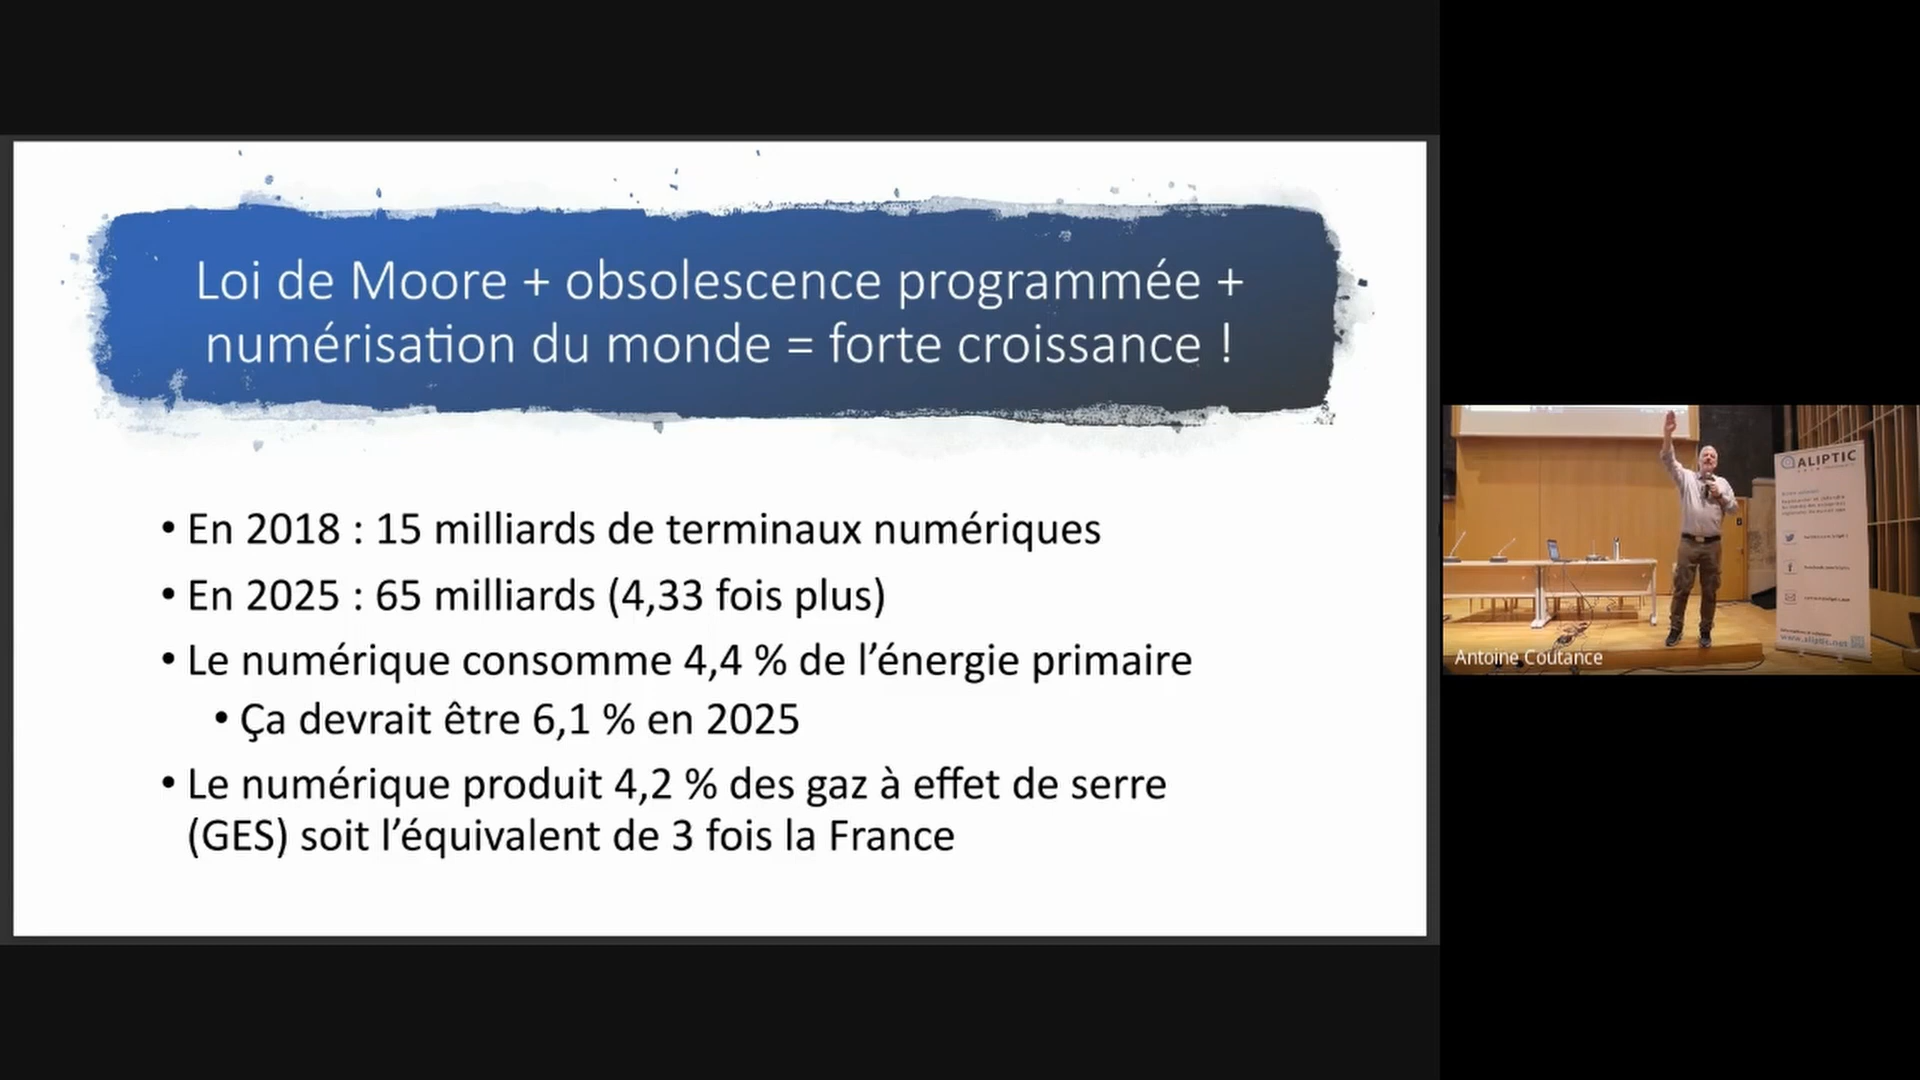 Loi de Moore + obsolescence programmée +
numérisation du monde = forte croissance !
• En 2018 : 15 milliards de terminaux numériques
• En 2025 : 65 milliards (4,33 fois plus)
• Le numérique consomme 4,4 % de l’énergie primaire
• Ça devrait être 6,1 % en 2025
• Le numérique produit 4,2 % des gaz à effet de serre
(GES) soit l’équivalent de 3 fois la France
ALIPTIC
www.aliptic.net
Antoine Coutance